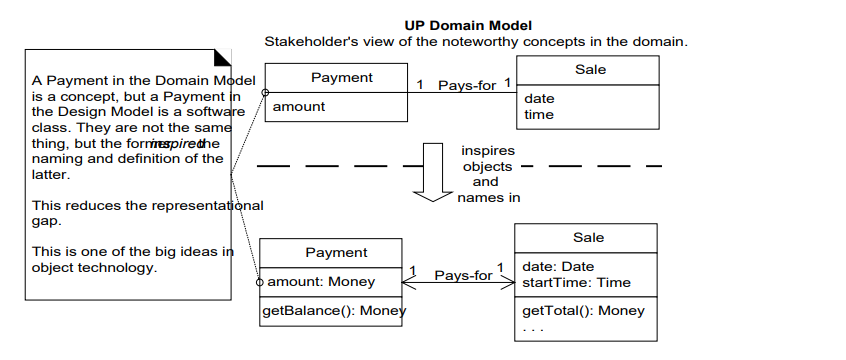 UP Domain Model
Stakeholder's view of the noteworthy concepts in the domain.
A Payment in the Domain Model
is a concept, but a Payment in
the Design Model is a software
class. They are not the same
thing, but the former inspired the
naming and definition of the
latter.
This reduces the representational
gap.
This is one of the big ideas in
object technology.
Payment
amount
1 Pays-for 1
Sale
date
time
inspires
objects
and
names in
Payment
amount: Money
getBalance(): Money
1 Pays-for 1
Sale
date: Date
startTime: Time
getTotal(): Money
. . .